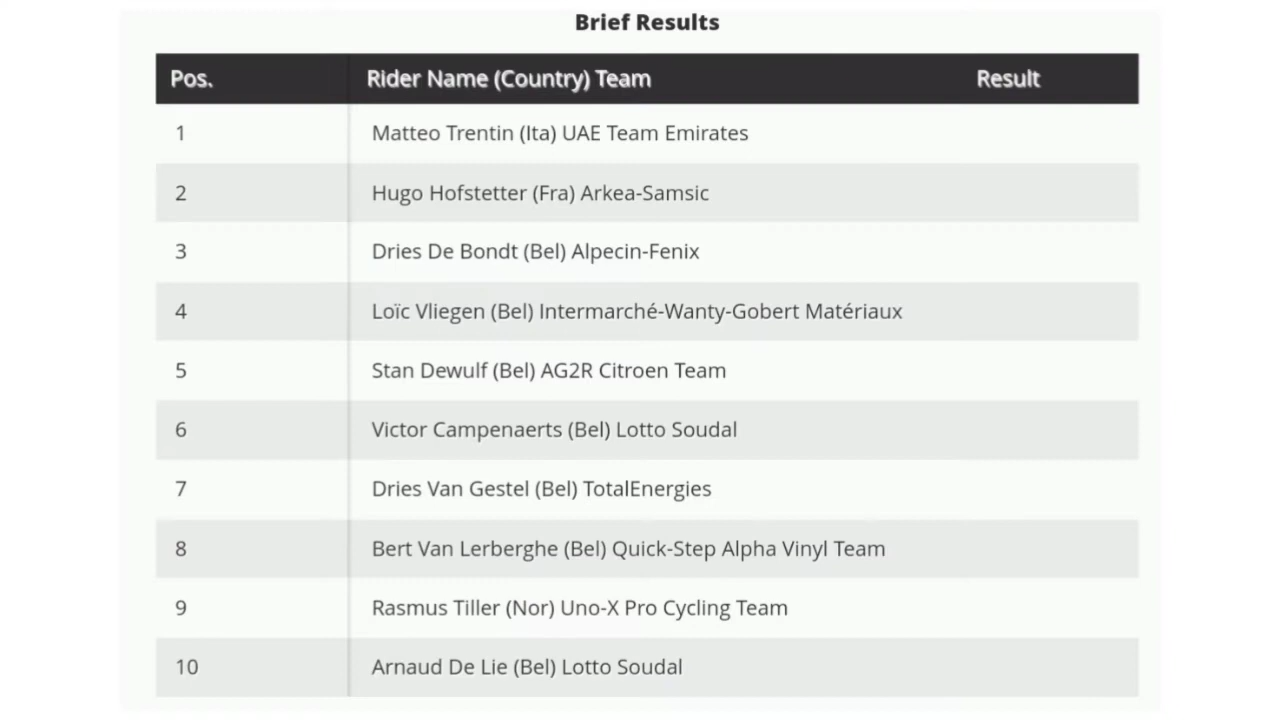 Brief Results
Pos. Rider Name (Country) Team Result
1 Matteo Trentin (Ita) UAE Team Emirates
2 Hugo Hofstetter (Fra) Arkea-Samsic
3 Dries De Bondt (Bel) Alpecin-Fenix
4 Loïc Vliegen (Bel) Intermarché-Wanty-Gobert Matériaux
5 Stan Dewulf (Bel) AG2R Citroen Team
6 Victor Campenaerts (Bel) Lotto Soudal
7 Dries Van Gestel (Bel) TotalEnergies
8 Bert Van Lerberghe (Bel) Quick-Step Alpha Vinyl Team
9 Rasmus Tiller (Nor) Uno-X Pro Cycling Team
10 Arnaud De Lie (Bel) Lotto Soudal